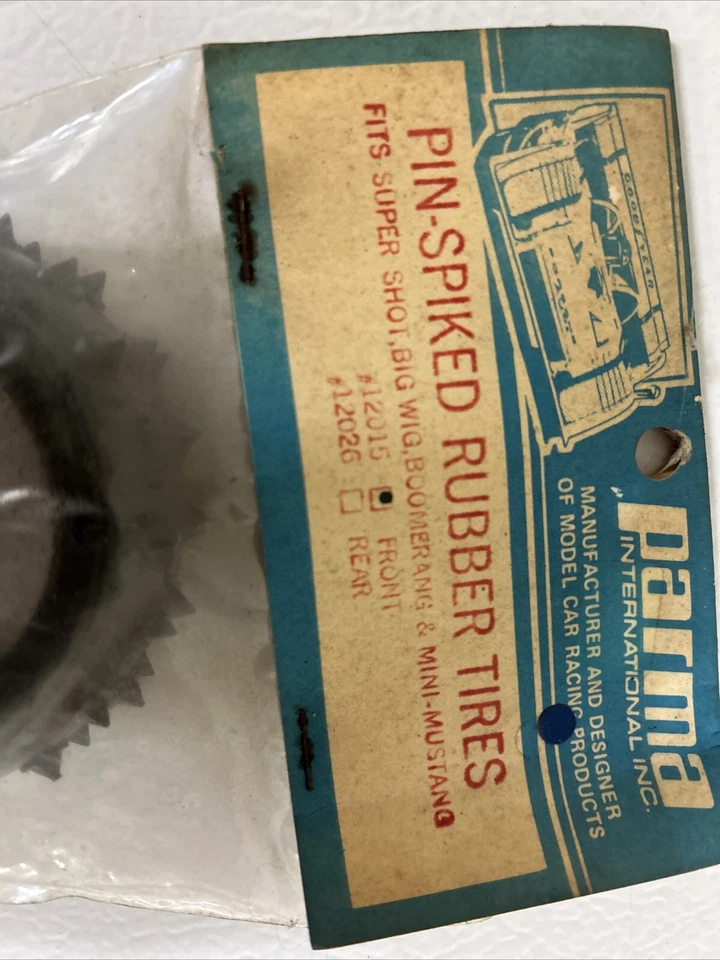 parma
INTERNATIONAL INC.
MANUFACTURER AND DESIGNER
OF MODEL CAR RACING PRODUCTS
GOODYEAR
PIN-SPIKED RUBBER TIRES
FITS SUPER SHOT,BIG WIG,BOOMERANG & MINI-MUSTANG
#12015 FRONT
#12026 REAR